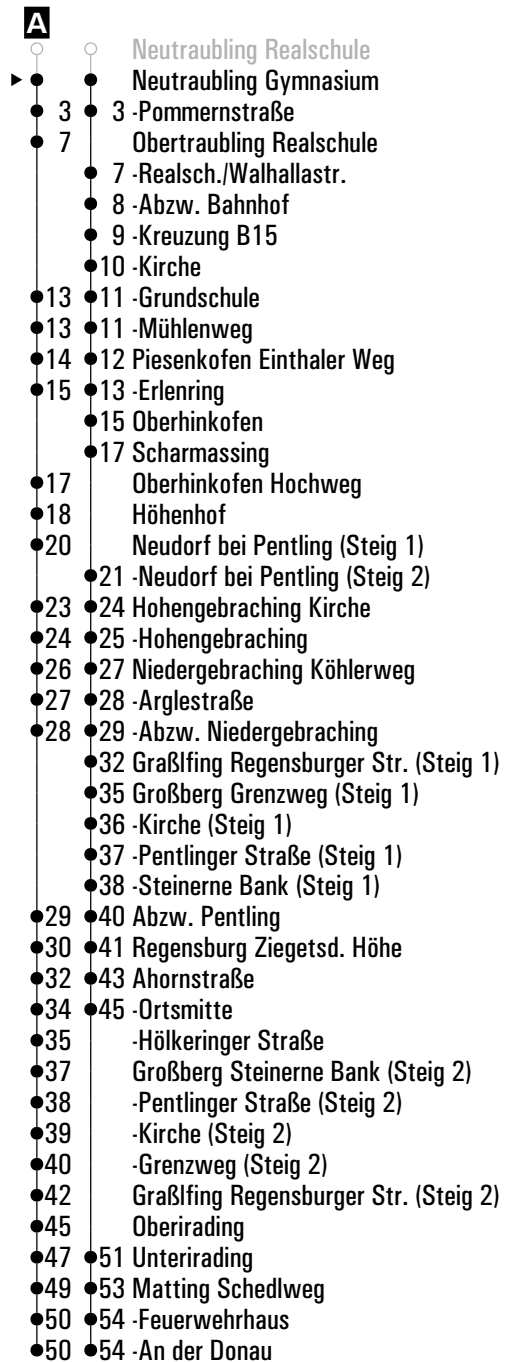 A
Neutraubling Realschule
Neutraubling Gymnasium
3 3 -Pommernstraße
7 Obertraubling Realschule
7 -Realsch./Walhallastr.
8 -Abzw. Bahnhof
9 -Kreuzung B15
10 -Kirche
13 11 -Grundschule
13 11 -Mühlenweg
14 12 Piesenkofen Einthaler Weg
15 13 -Erlenring
15 Oberhinkofen
17 Scharmassing
17 Oberhinkofen Hochweg
18 Höhenhof
20 Neudorf bei Pentling (Steig 1)
21 -Neudorf bei Pentling (Steig 2)
23 24 Hohengebraching Kirche
24 25 -Hohengebraching
26 27 Niedergebraching Köhlerweg
27 28 -Arglestraße
28 29 -Abzw. Niedergebraching
32 Graßlfing Regensburger Str. (Steig 1)
35 Großberg Grenzweg (Steig 1)
36 -Kirche (Steig 1)
37 -Pentlinger Straße (Steig 1)
38 -Steinerne Bank (Steig 1)
29 40 Abzw. Pentling
30 41 Regensburg Ziegetsd. Höhe
32 43 Ahornstraße
34 45 -Ortsmitte
35 -Hölkeringer Straße
37 Großberg Steinerne Bank (Steig 2)
38 -Pentlinger Straße (Steig 2)
39 -Kirche (Steig 2)
40 -Grenzweg (Steig 2)
42 Graßlfing Regensburger Str. (Steig 2)
45 Oberirading
47 51 Unterirading
49 53 Matting Schedlweg
50 54 -Feuerwehrhaus
50 54 -An der Donau